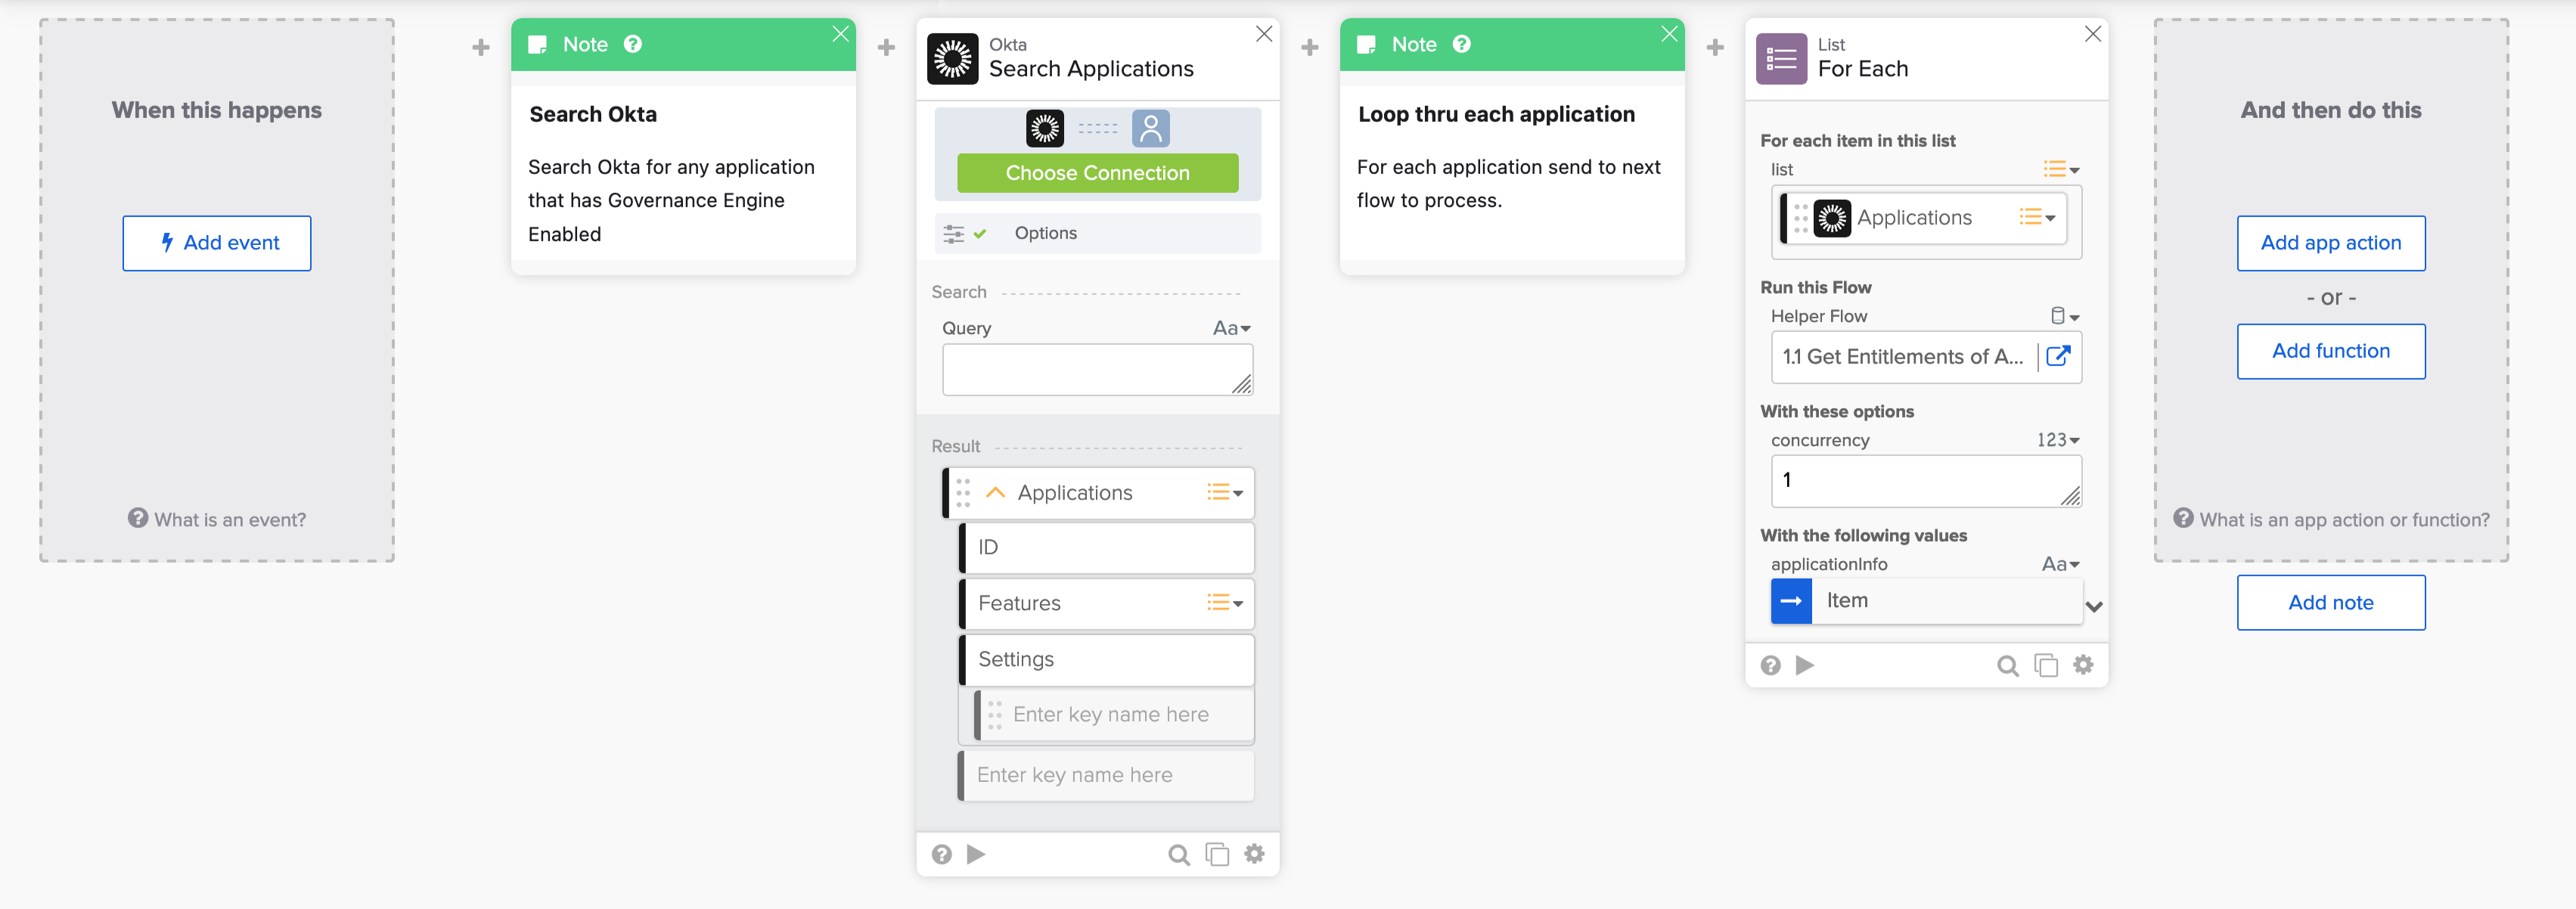 When this happens
Add event
What is an event?
Note
Search Okta
Search Okta for any application
that has Governance Engine
Enabled
Okta
Search Applications
Choose Connection
Options
Search
Query
Aa
Result
Applications
ID
Features
Settings
Enter key name here
Enter key name here
Note
Loop thru each application
For each application send to next
flow to process.
List
For Each
For each item in this list
list
Applications
Run this Flow
Helper Flow
1.1 Get Entitlements of A...
With these options
concurrency
123
1
With the following values
applicationInfo
Aa
Item
And then do this
Add app action
- or -
Add function
What is an app action or function?
Add note